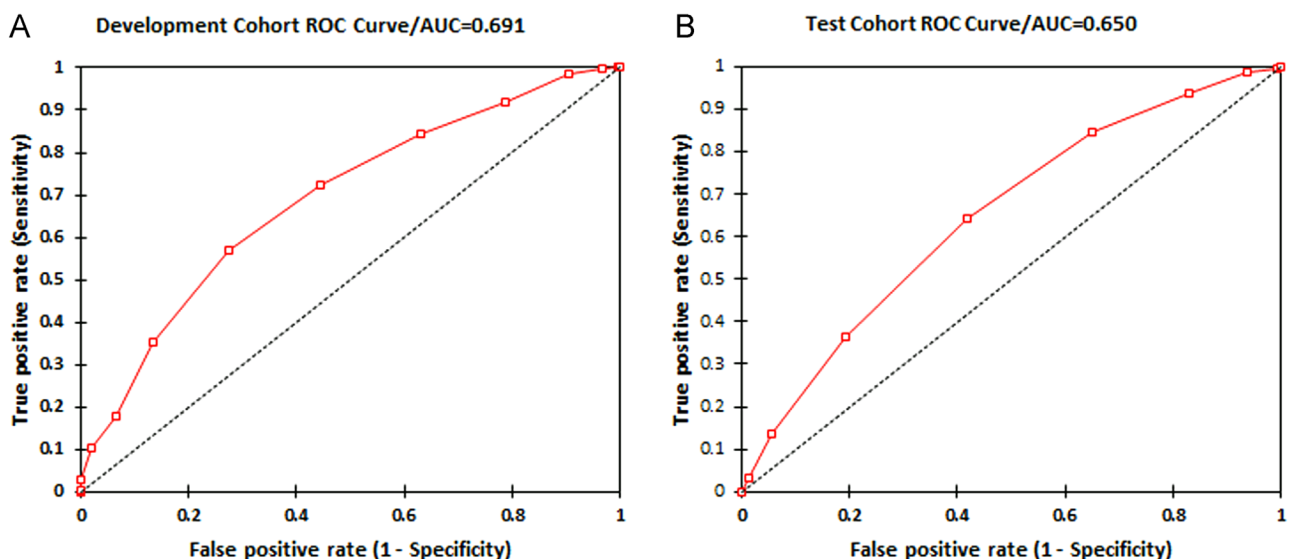 A
Development Cohort ROC Curve/AUC=0.691
True positive rate (Sensitivity)
1
0.9
0.8
0.7
0.6
0.5
0.4
0.3
0.2
0.1
0
0 0.2 0.4 0.6 0.8 1
False positive rate (1 - Specificity)
B
Test Cohort ROC Curve/AUC=0.650
True positive rate (Sensitivity)
1
0.9
0.8
0.7
0.6
0.5
0.4
0.3
0.2
0.1
0
0 0.2 0.4 0.6 0.8 1
False positive rate (1 - Specificity)